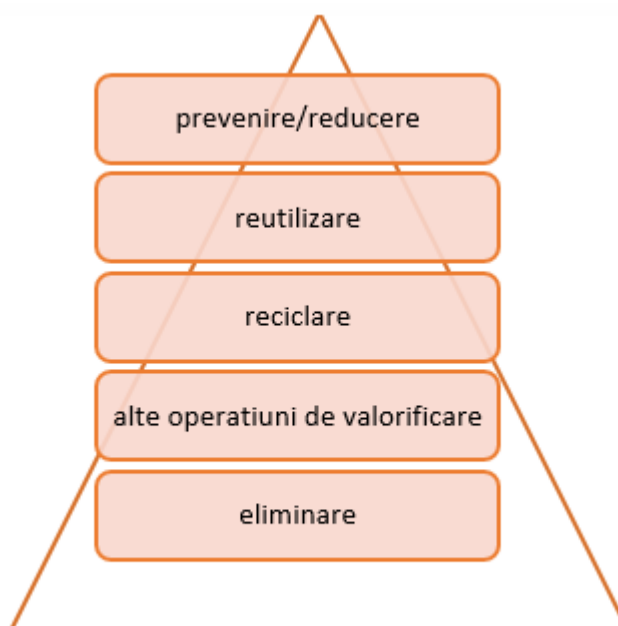 prevenire/reducere
reutilizare
reciclare
alte operatiuni de valorificare
eliminare